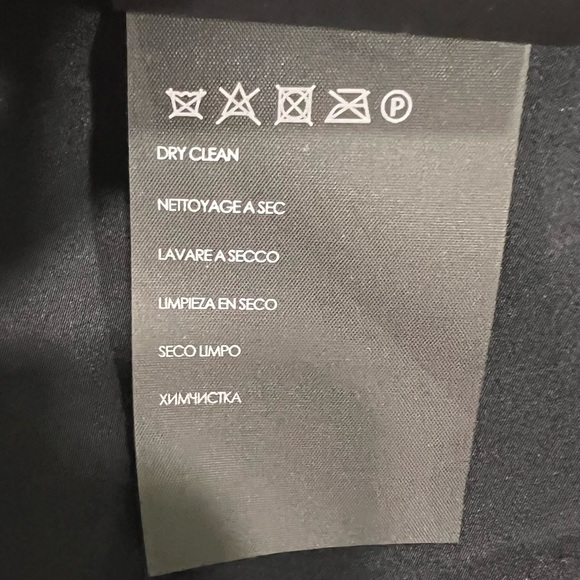 P
DRY CLEAN
NETTOYAGE A SEC
LAVARE A SECCO
LIMPIEZA EN SECO
SECO LIMPO
ХИМЧИСТКА